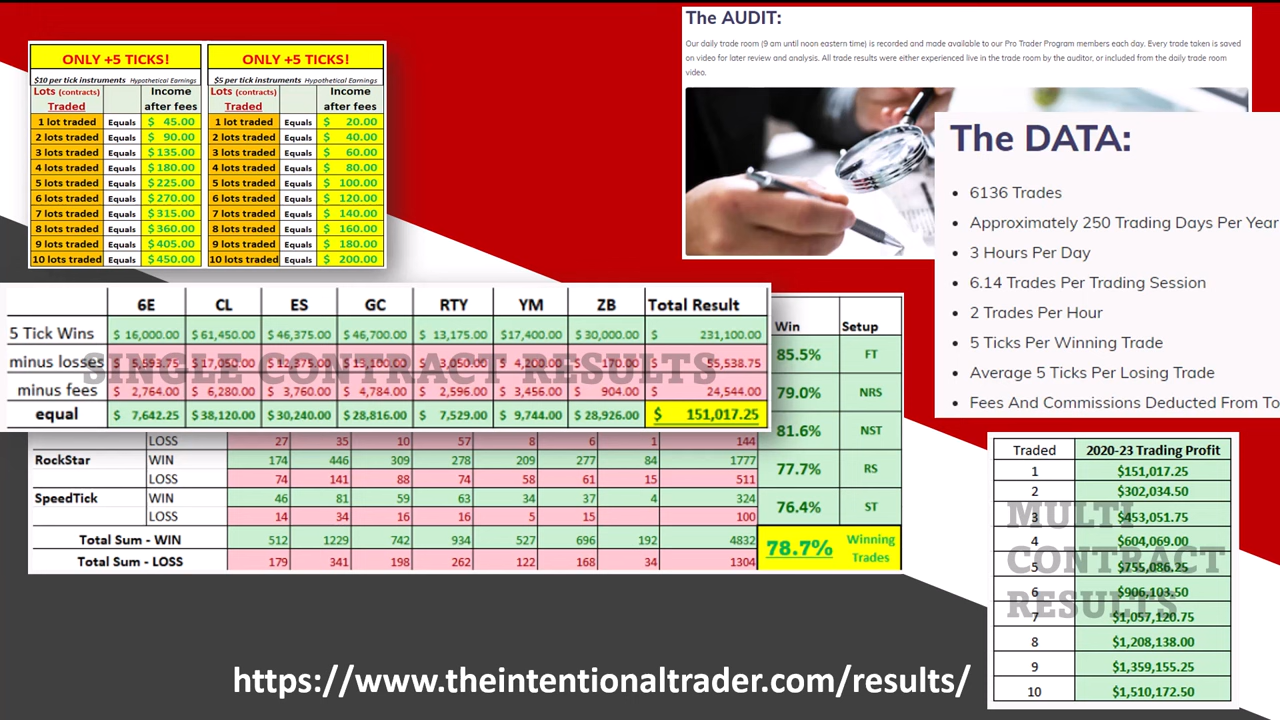 ONLY +5 TICKS!
$10 per tick instruments Hypothetical Earnings
Lots (contracts) Traded Income after fees
1 lot traded Equals $ 45.00
2 lots traded Equals $ 90.00
3 lots traded Equals $ 135.00
4 lots traded Equals $ 180.00
5 lots traded Equals $ 225.00
6 lots traded Equals $ 270.00
7 lots traded Equals $ 315.00
8 lots traded Equals $ 360.00
9 lots traded Equals $ 405.00
10 lots traded Equals $ 450.00
ONLY +5 TICKS!
$5 per tick instruments Hypothetical Earnings
Lots (contracts) Traded Income after fees
1 lot traded Equals $ 20.00
2 lots traded Equals $ 40.00
3 lots traded Equals $ 60.00
4 lots traded Equals $ 80.00
5 lots traded Equals $ 100.00
6 lots traded Equals $ 120.00
7 lots traded Equals $ 140.00
8 lots traded Equals $ 160.00
9 lots traded Equals $ 180.00
10 lots traded Equals $ 200.00
The AUDIT:
Our daily trade room (9 am until noon eastern time) is recorded and made available to our Pro Trader Program members each day. Every trade taken is saved
on video for later review and analysis. All trade results were either experienced live in the trade room by the auditor, or included from the daily trade room
video.
The DATA:
• 6136 Trades
• Approximately 250 Trading Days Per Year
• 3 Hours Per Day
• 6.14 Trades Per Trading Session
• 2 Trades Per Hour
• 5 Ticks Per Winning Trade
• Average 5 Ticks Per Losing Trade
• Fees And Commissions Deducted From To
6E CL ES GC RTY YM ZB Total Result
5 Tick Wins $ 16,000.00 $ 61,450.00 $ 46,375.00 $ 46,700.00 $ 13,175.00 $17,400.00 $ 30,000.00 $ 231,100.00
minus losses $ 5,593.75 $ 17,050.00 $ 12,375.00 $ 13,100.00 $ 3,050.00 $ 4,200.00 $ 170.00 $ 55,538.75
minus fees $ 2,764.00 $ 6,280.00 $ 3,760.00 $ 4,784.00 $ 2,596.00 $ 3,456.00 $ 904.00 $ 24,544.00
equal $ 7,642.25 $ 38,120.00 $ 30,240.00 $ 28,816.00 $ 7,529.00 $ 9,744.00 $ 28,926.00 $ 151,017.25
SINGLE CONTRACT RESULTS
Win Setup
85.5% FT
79.0% NRS
81.6% NST
77.7% RS
76.4% ST
78.7% Winning Trades
LOSS 27 35 10 57 8 6 1 144
RockStar WIN 174 446 309 278 209 277 84 1777
LOSS 74 141 88 74 58 61 15 511
SpeedTick WIN 46 81 59 63 34 37 4 324
LOSS 14 34 16 16 5 15 100
Total Sum - WIN 512 1229 742 934 527 696 192 4832
Total Sum - LOSS 179 341 198 262 122 168 34 1304
Traded 2020-23 Trading Profit
1 $151,017.25
2 $302,034.50
3 $453,051.75
4 $604,069.00
5 $755,086.25
6 $906,103.50
7 $1,057,120.75
8 $1,208,138.00
9 $1,359,155.25
10 $1,510,172.50
MULTI
CONTRACT
RESULTS
https://www.theintentionaltrader.com/results/